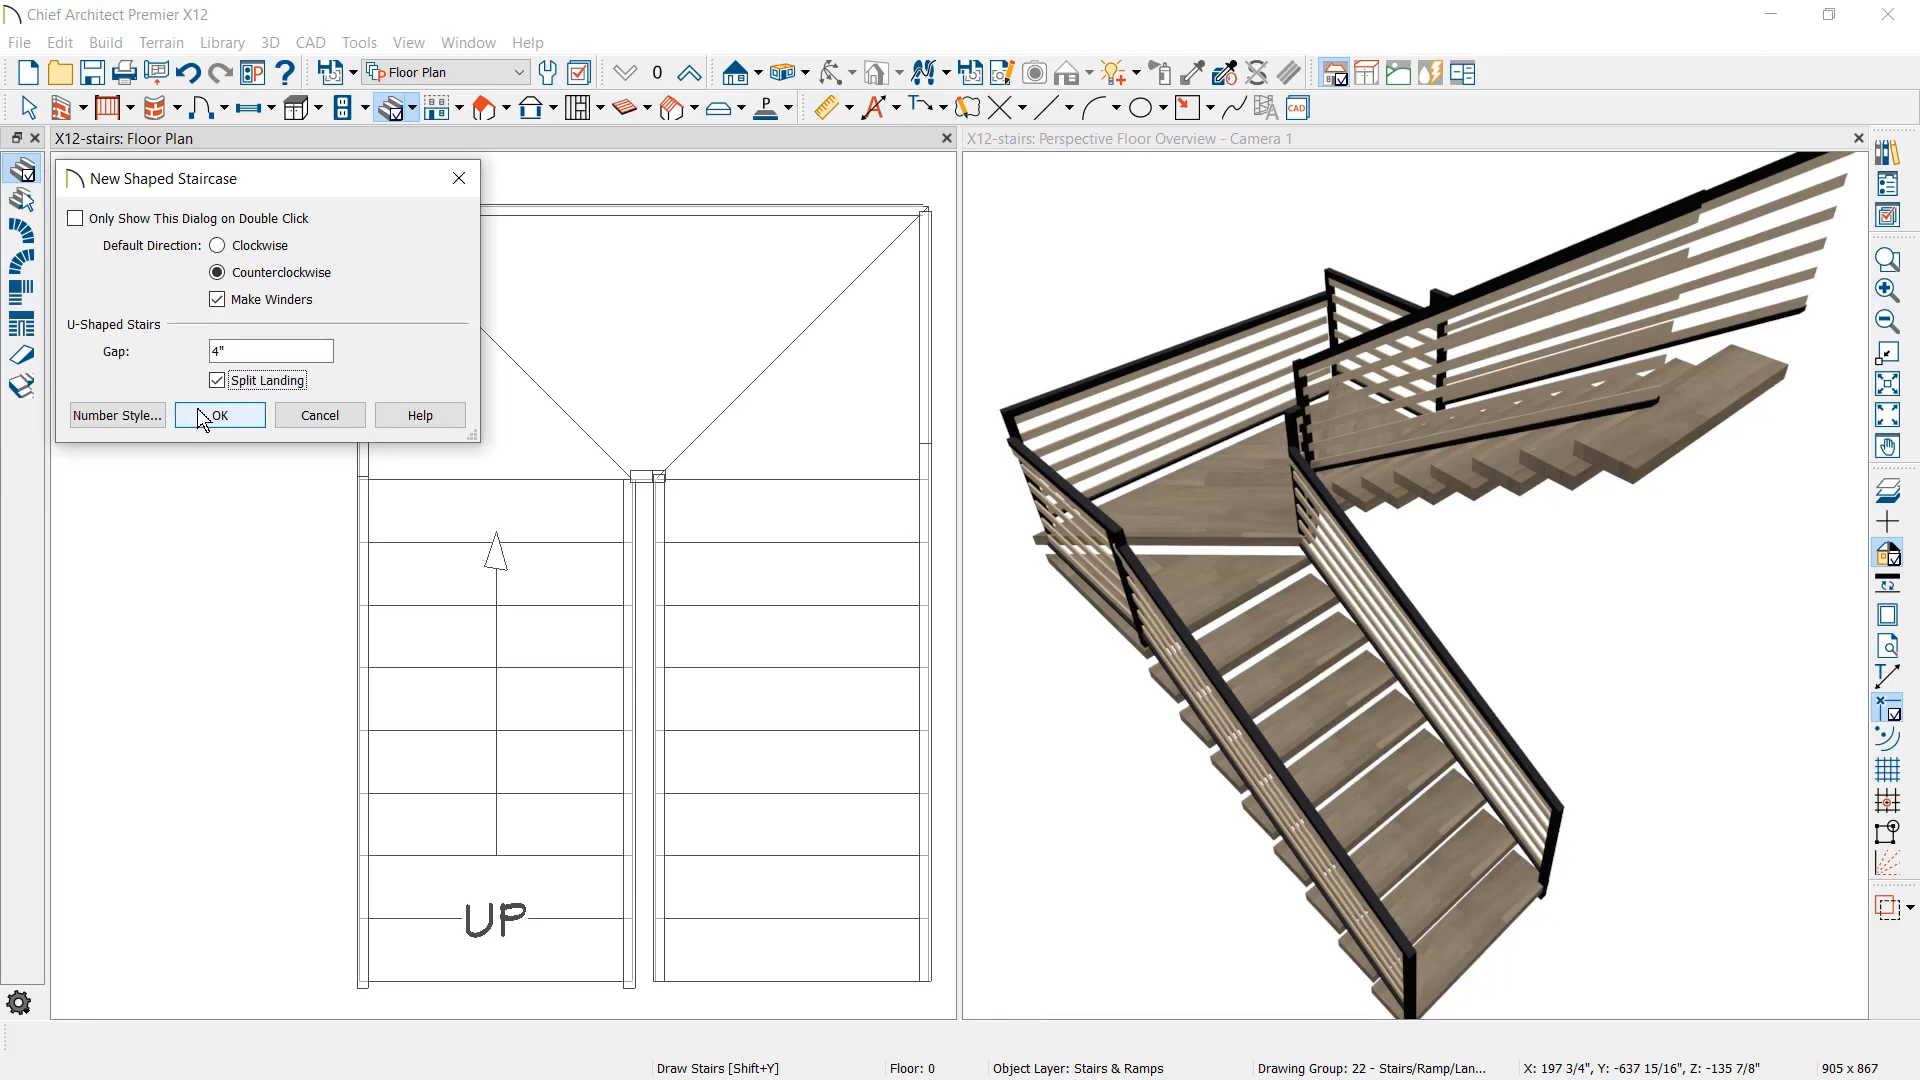 Chief Architect Premier X12
File Edit Build Terrain Library 3D CAD Tools View Window Help
Floor Plan
0
P
CAD
X12-stairs: Floor Plan
X12-stairs: Perspective Floor Overview - Camera 1
New Shaped Staircase
Only Show This Dialog on Double Click
Default Direction: Clockwise
Counterclockwise
Make Winders
U-Shaped Stairs
Gap: 4"
Split Landing
Number Style... OK Cancel Help
UP
Draw Stairs [Shift+Y] Floor: 0 Object Layer: Stairs & Ramps Drawing Group: 22 - Stairs/Ramp/Lan... X: 197 3/4", Y: -637 15/16", Z: -135 7/8" 905 x 867